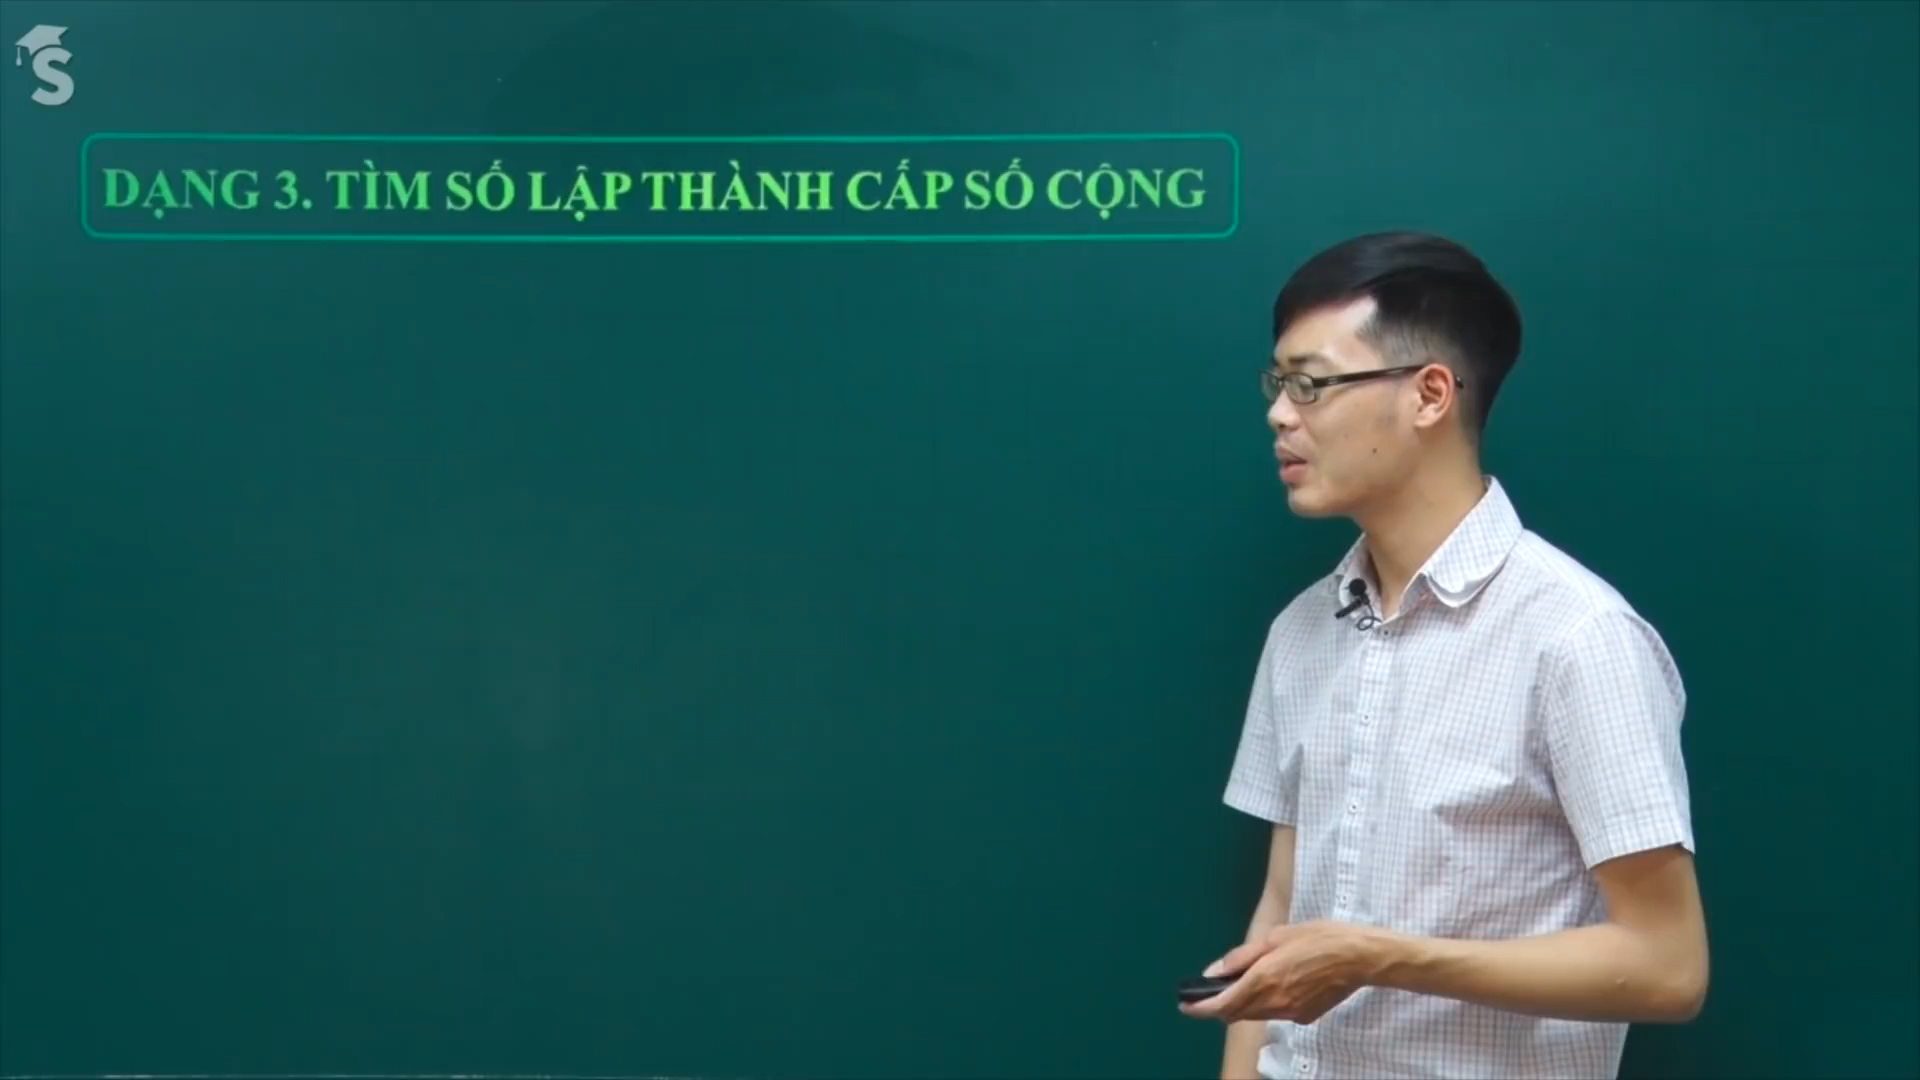 S
DẠNG 3. TÌM SỐ LẬP THÀNH CẤP SỐ CỘNG